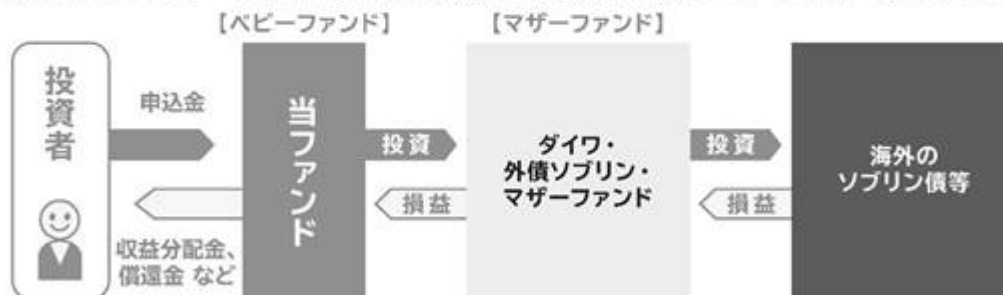 【ベビーファンド】
【マザーファンド】
投資者
申込金
収益分配金、
償還金 など
当ファンド
投資
損益
ダイワ・
外債ソブリン・
マザーファンド
投資
損益
海外の
ソブリン債等